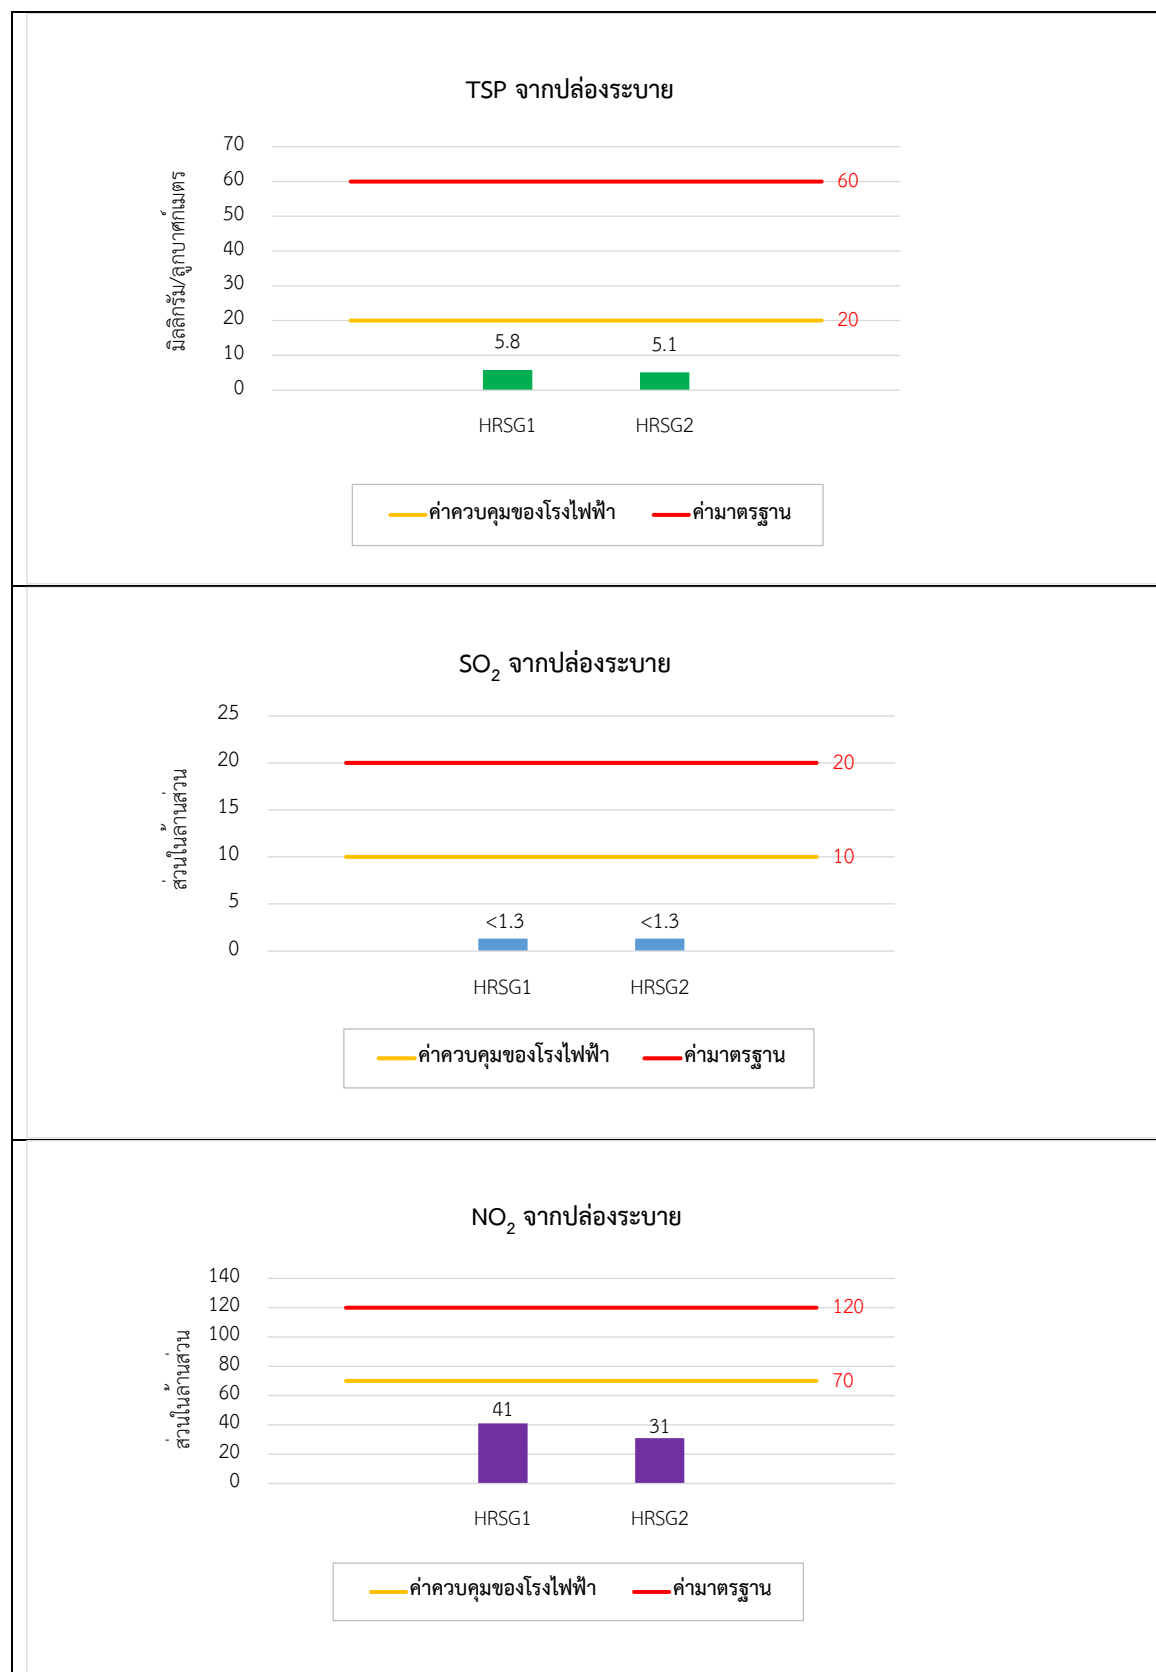 TSP จากปล่องระบาย
มิลลิกรัม/ลูกบาศก์เมตร
70
60
50
40
30
20
10
0
60
20
5.8
5.1
HRSG1
HRSG2
ค่าควบคุมของโรงไฟฟ้า
ค่ามาตรฐาน
SO₂ จากปล่องระบาย
ส่วนในล้านส่วน
25
20
15
10
5
0
20
10
<1.3
<1.3
HRSG1
HRSG2
ค่าควบคุมของโรงไฟฟ้า
ค่ามาตรฐาน
NO₂ จากปล่องระบาย
ส่วนในล้านส่วน
140
120
100
80
60
40
20
0
120
70
41
31
HRSG1
HRSG2
ค่าควบคุมของโรงไฟฟ้า
ค่ามาตรฐาน